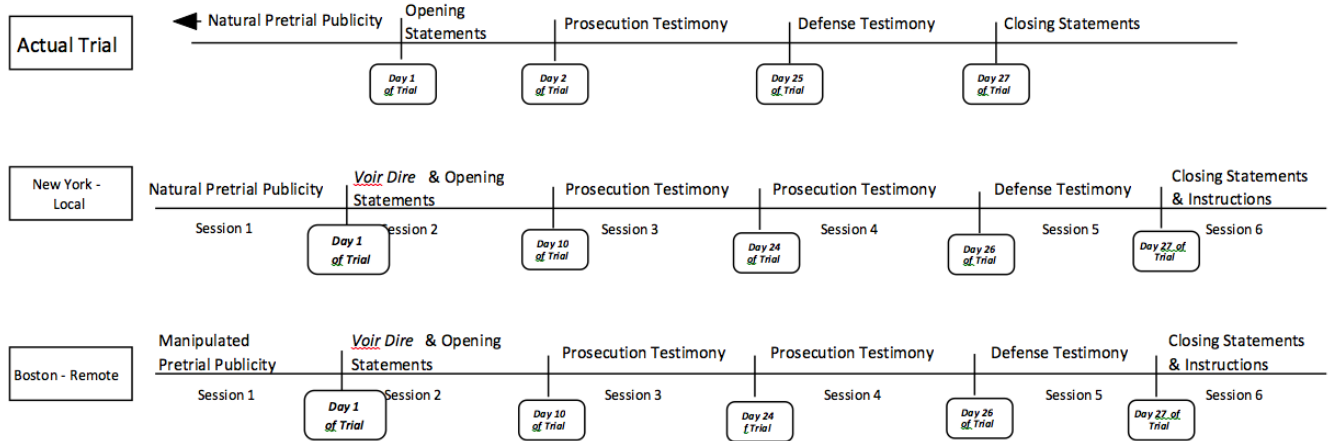 Actual Trial
Natural Pretrial Publicity
Opening
Statements
Prosecution Testimony
Defense Testimony
Closing Statements
Day 1
of Trial
Day 2
of Trial
Day 25
of Trial
Day 27
of Trial
New York -
Local
Natural Pretrial Publicity
Voir Dire & Opening
Statements
Prosecution Testimony
Prosecution Testimony
Defense Testimony
Closing Statements
& Instructions
Session 1
Session 2
Session 3
Session 4
Session 5
Session 6
Day 1
of Trial
Day 10
of Trial
Day 24
of Trial
Day 26
of Trial
Day 27 of
Trial
Boston - Remote
Manipulated
Pretrial Publicity
Voir Dire & Opening
Statements
Prosecution Testimony
Prosecution Testimony
Defense Testimony
Closing Statements
& Instructions
Session 1
Session 2
Session 3
Session 4
Session 5
Session 6
Day 1
of Trial
Day 10
of Trial
Day 24
f Trial
Day 26
of Trial
Day 27 of
Trial